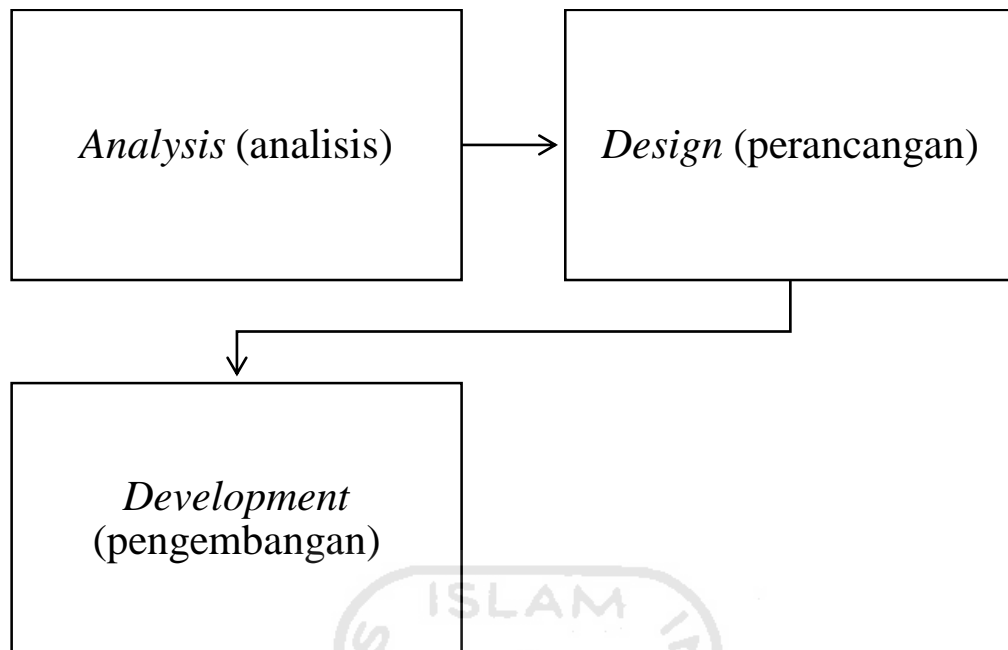 Analysis (analisis)
Design (perancangan)
Development
(pengembangan)
ISLAM